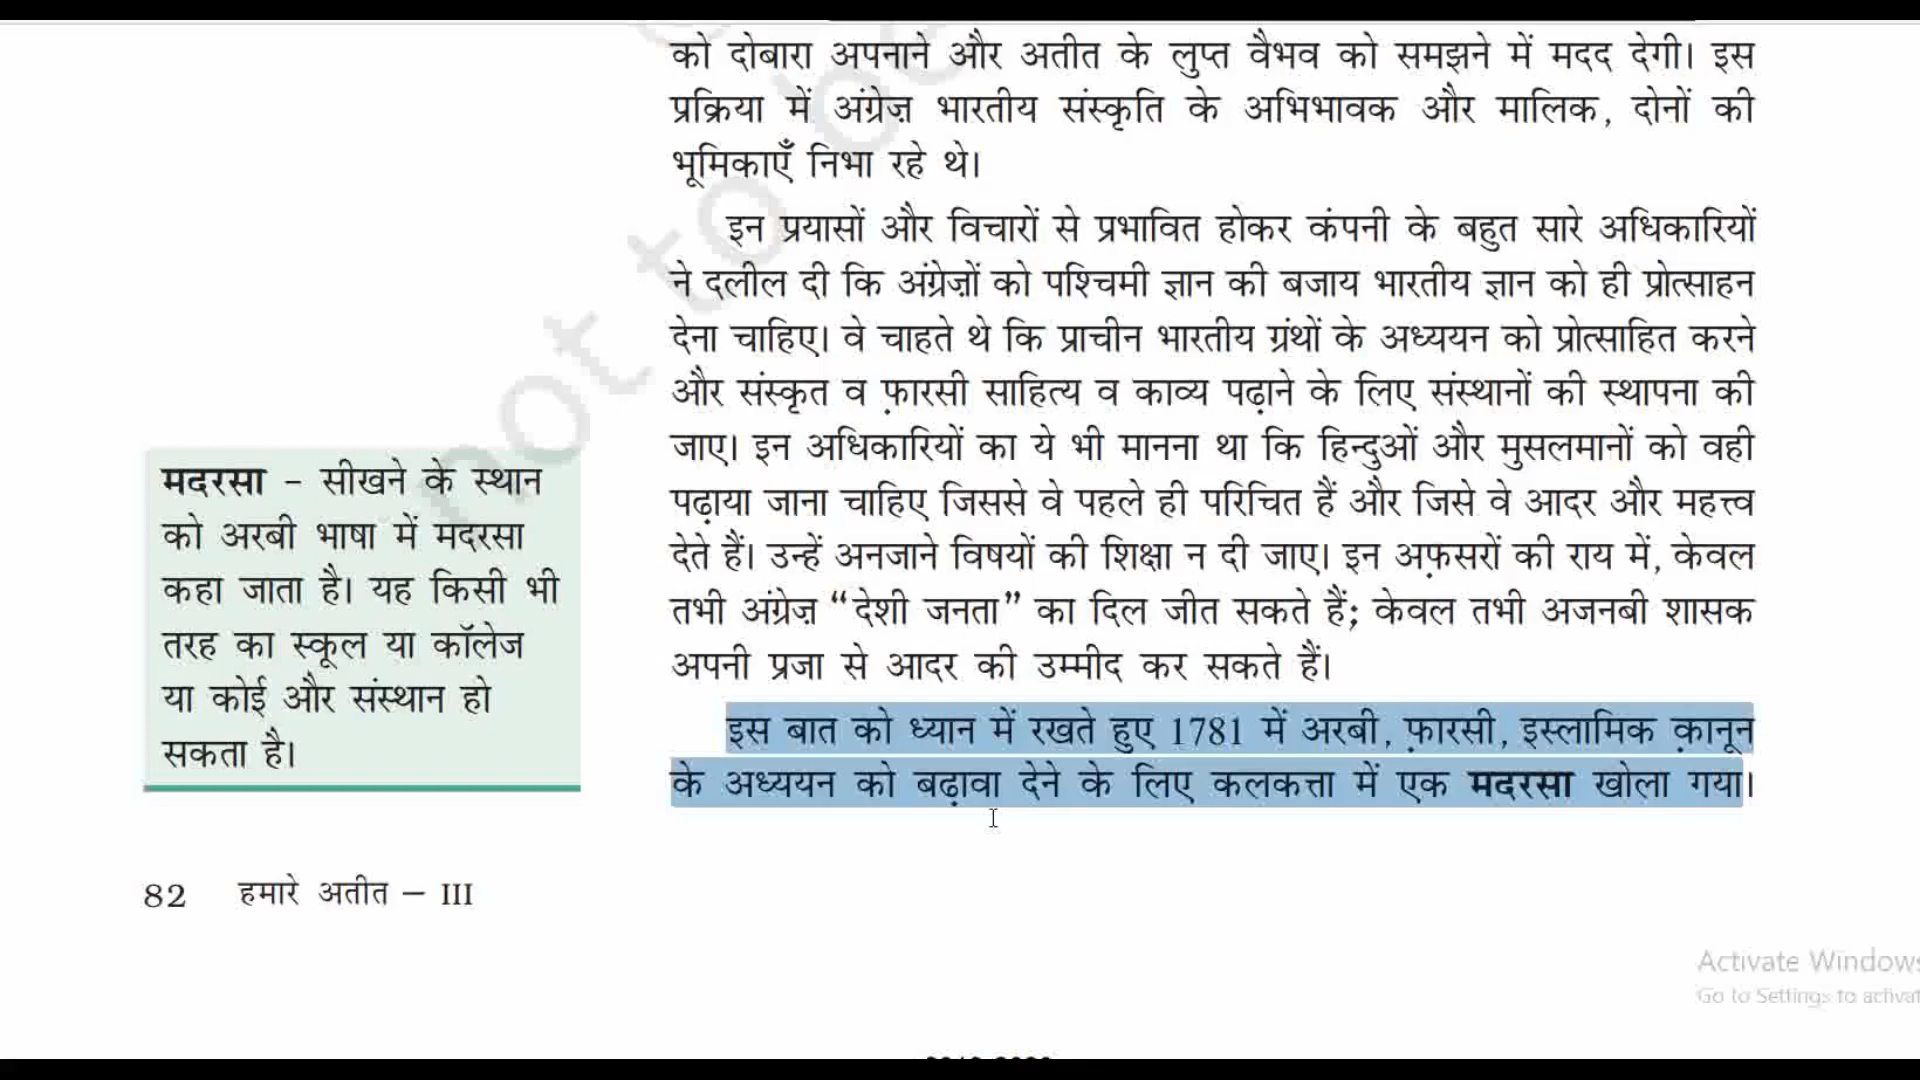 को दोबारा अपनाने और अतीत के लुप्त वैभव को समझने में मदद देगी। इस
प्रक्रिया में अंग्रेज़ भारतीय संस्कृति के अभिभावक और मालिक, दोनों की
भूमिकाएँ निभा रहे थे।
इन प्रयासों और विचारों से प्रभावित होकर कंपनी के बहुत सारे अधिकारियों
ने दलील दी कि अंग्रेज़ों को पश्चिमी ज्ञान की बजाय भारतीय ज्ञान को ही प्रोत्साहन
देना चाहिए। वे चाहते थे कि प्राचीन भारतीय ग्रंथों के अध्ययन को प्रोत्साहित करने
और संस्कृत व फ़ारसी साहित्य व काव्य पढ़ाने के लिए संस्थानों की स्थापना की
जाए। इन अधिकारियों का ये भी मानना था कि हिन्दुओं और मुसलमानों को वही
पढ़ाया जाना चाहिए जिससे वे पहले ही परिचित हैं और जिसे वे आदर और महत्त्व
देते हैं। उन्हें अनजाने विषयों की शिक्षा न दी जाए। इन अफ़सरों की राय में, केवल
तभी अंग्रेज़ “देशी जनता” का दिल जीत सकते हैं; केवल तभी अजनबी शासक
अपनी प्रजा से आदर की उम्मीद कर सकते हैं।
इस बात को ध्यान में रखते हुए 1781 में अरबी, फ़ारसी, इस्लामिक क़ानून
के अध्ययन को बढ़ावा देने के लिए कलकत्ता में एक मदरसा खोला गया।
मदरसा – सीखने के स्थान
को अरबी भाषा में मदरसा
कहा जाता है। यह किसी भी
तरह का स्कूल या कॉलेज
या कोई और संस्थान हो
सकता है।
82 हमारे अतीत – III
not to be
Activate Windows
Go to Settings to activat